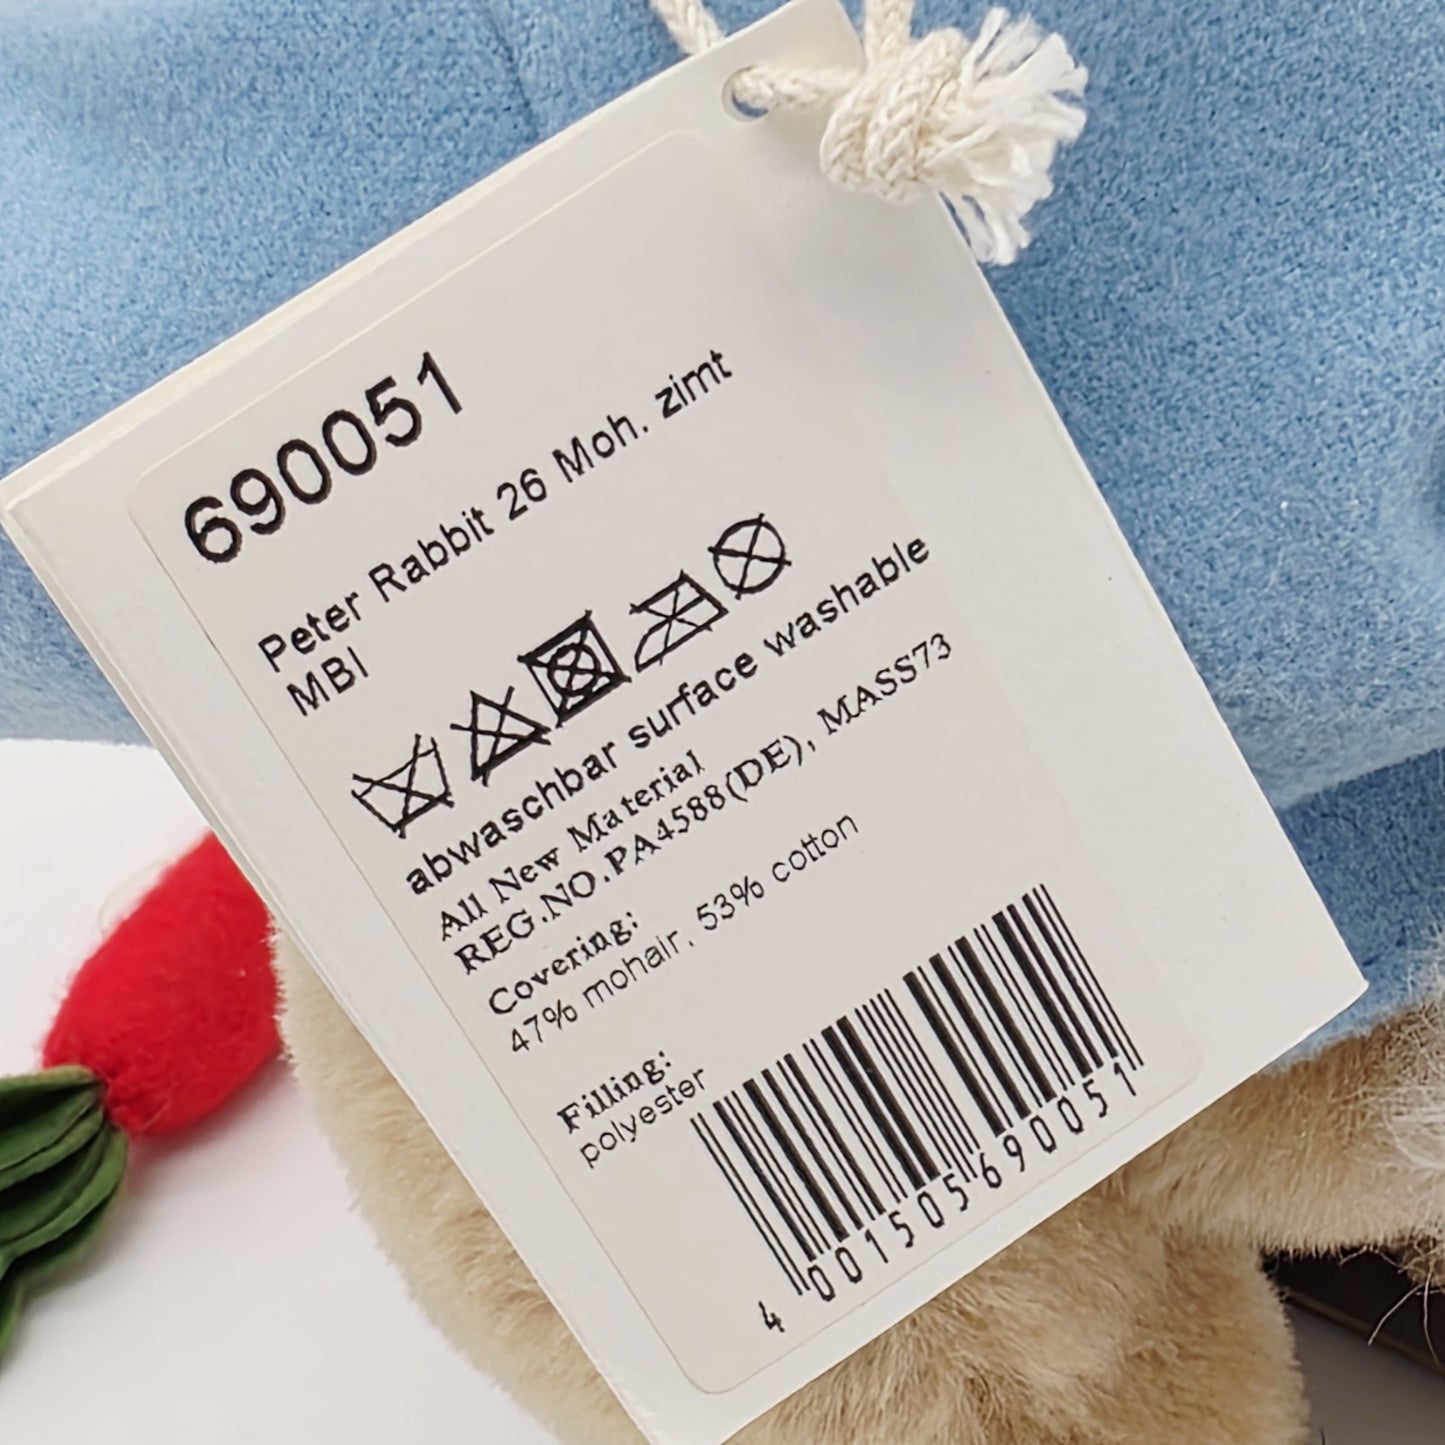 690051
Peter Rabbit 26 Moh. zimt
MBI
abwaschbar surface washable
All New Material
REG.NO.PA4588(DE), MASS73
Covering:
47% mohair, 53% cotton
Filling:
polyester
4 001505 690051